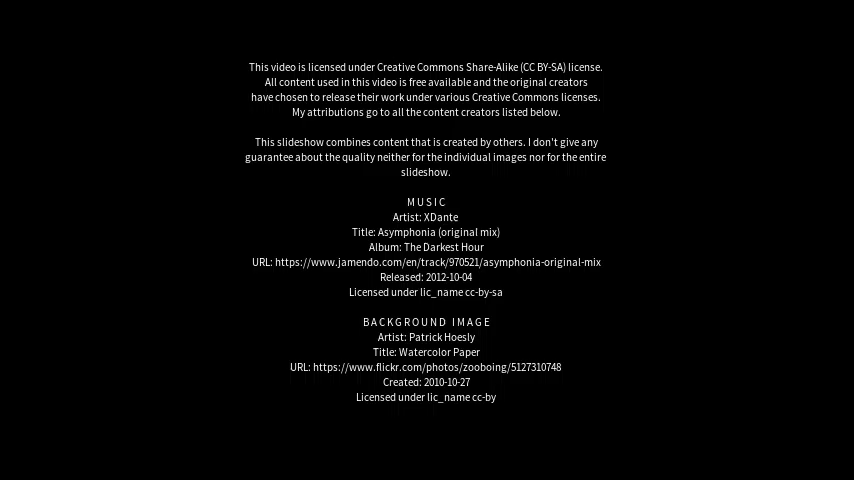 This video is licensed under Creative Commons Share-Alike (CC BY-SA) license.
All content used in this video is free available and the original creators
have chosen to release their work under various Creative Commons licenses.
My attributions go to all the content creators listed below.
This slideshow combines content that is created by others. I don't give any
guarantee about the quality neither for the individual images nor for the entire
slideshow.
MUSIC
Artist: XDante
Title: Asymphonia (original mix)
Album: The Darkest Hour
URL: https://www.jamendo.com/en/track/970521/asymphonia-original-mix
Released: 2012-10-04
Licensed under lic_name cc-by-sa
BACKGROUND IMAGE
Artist: Patrick Hoesly
Title: Watercolor Paper
URL: https://www.flickr.com/photos/zooboing/5127310748
Created: 2010-10-27
Licensed under lic_name cc-by